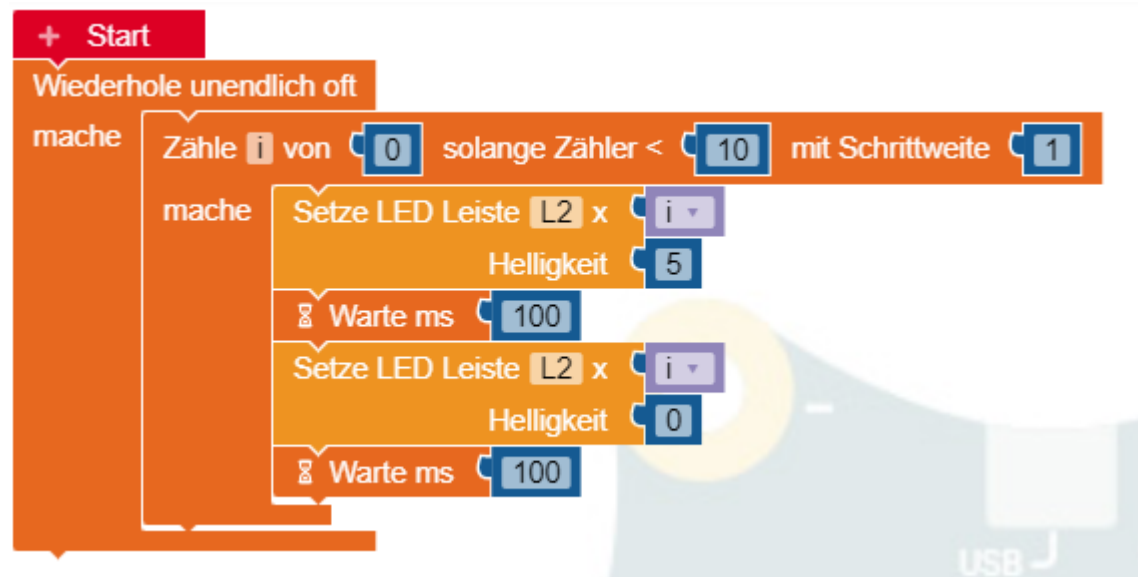 + Start
Wiederhole unendlich oft
mache Zähle i von 0 solange Zähler < 10 mit Schrittweite 1
mache Setze LED Leiste L2 x i
Helligkeit 5
Warte ms 100
Setze LED Leiste L2 x i
Helligkeit 0
Warte ms 100
-
USB